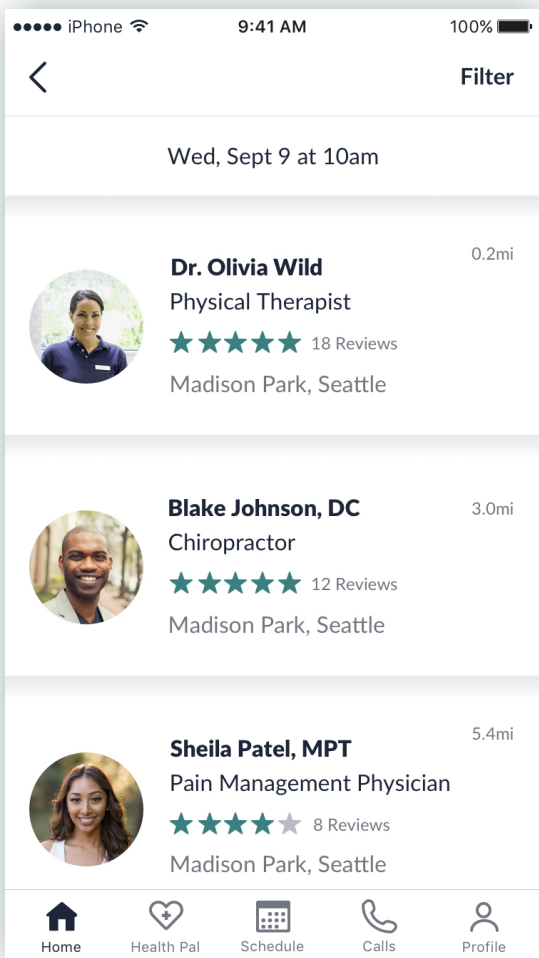 iPhone 9:41 AM 100%
Filter
Wed, Sept 9 at 10am
0.2mi
Dr. Olivia Wild
Physical Therapist
18 Reviews
Madison Park, Seattle
Blake Johnson, DC 3.0mi
Chiropractor
12 Reviews
Madison Park, Seattle
5.4mi
Sheila Patel, MPT
Pain Management Physician
8 Reviews
Madison Park, Seattle
Home Health Pal Schedule Calls Profile